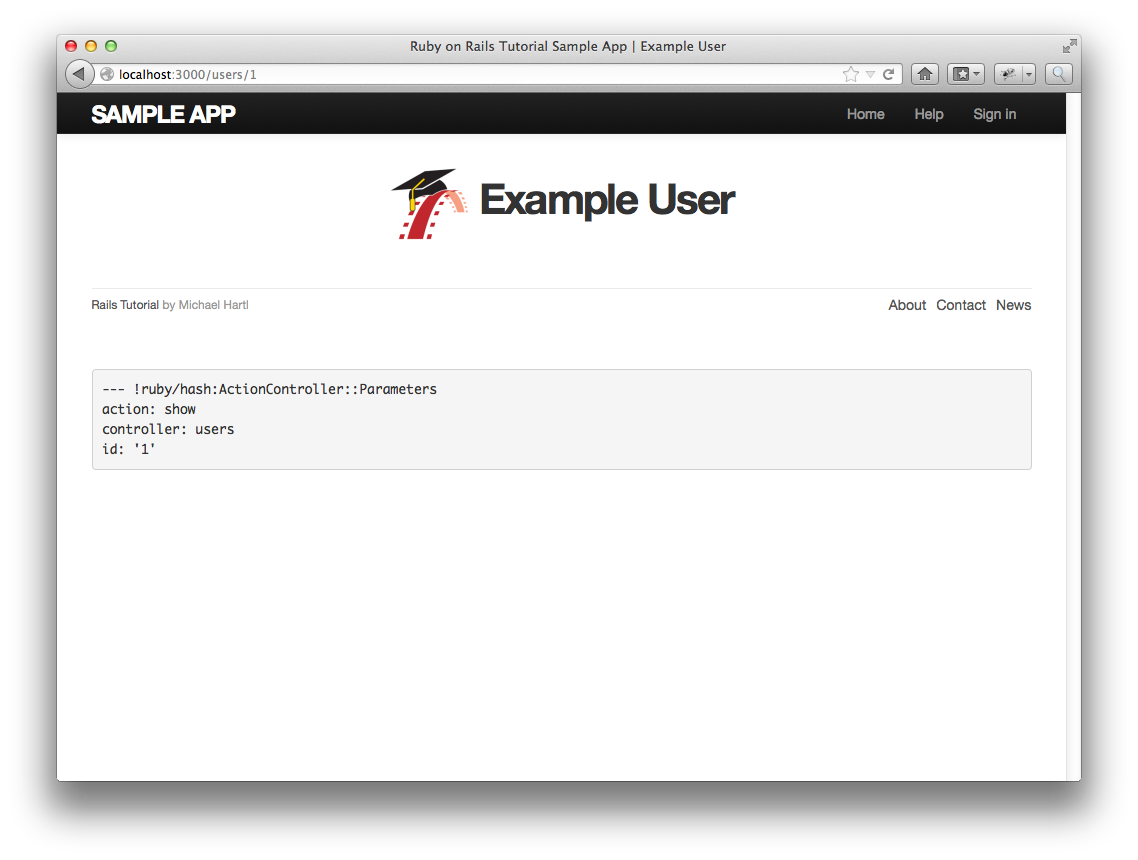 Ruby on Rails Tutorial Sample App | Example User
localhost:3000/users/1
SAMPLE APP Home Help Sign in
Example User
Rails Tutorial by Michael Hartl About Contact News
--- !ruby/hash:ActionController::Parameters
action: show
controller: users
id: '1'